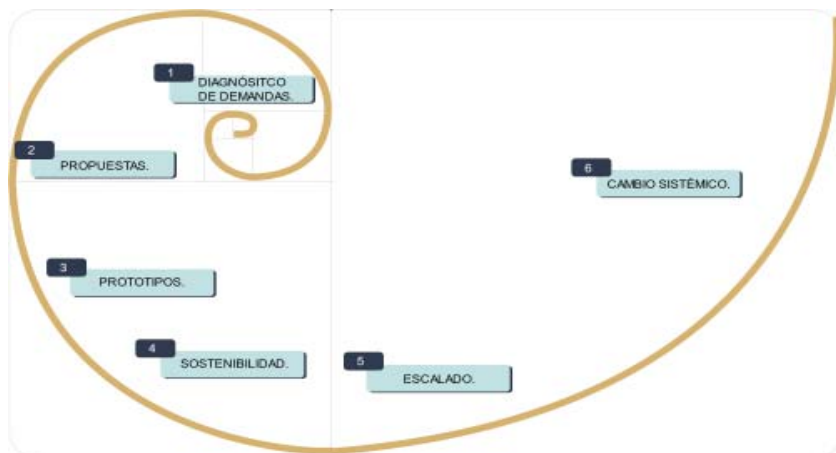 1
DIAGNÓSITCO
DE DEMANDAS.
2
PROPUESTAS.
3
PROTOTIPOS.
4
SOSTENIBILIDAD.
5
ESCALADO.
6
CAMBIO SISTÉMICO.